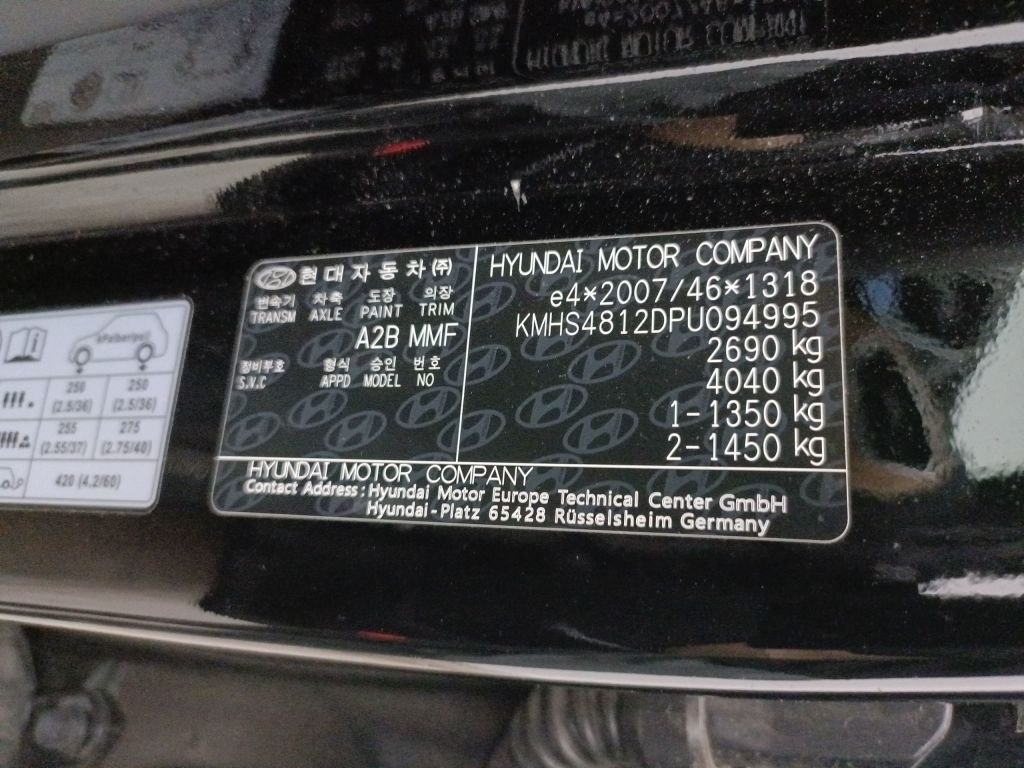 현대자동차(주)
변속기 차축 도장 의장
TRANSM AXLE PAINT TRIM
A2B MMF
정비부호 형식 승인 번호
S.V.C APPD MODEL NO
HYUNDAI MOTOR COMPANY
e4*2007/46*1318
KMHS4812DPU094995
2690 kg
4040 kg
1-1350 kg
2-1450 kg
HYUNDAI MOTOR COMPANY
Contact Address : Hyundai Motor Europe Technical Center GmbH
Hyundai-Platz 65428 Rüsselsheim Germany
kPa(bar/psi)
250 250
(2.5/36) (2.5/36)
255 275
(2.55/37) (2.75/40)
420 (4.2/60)